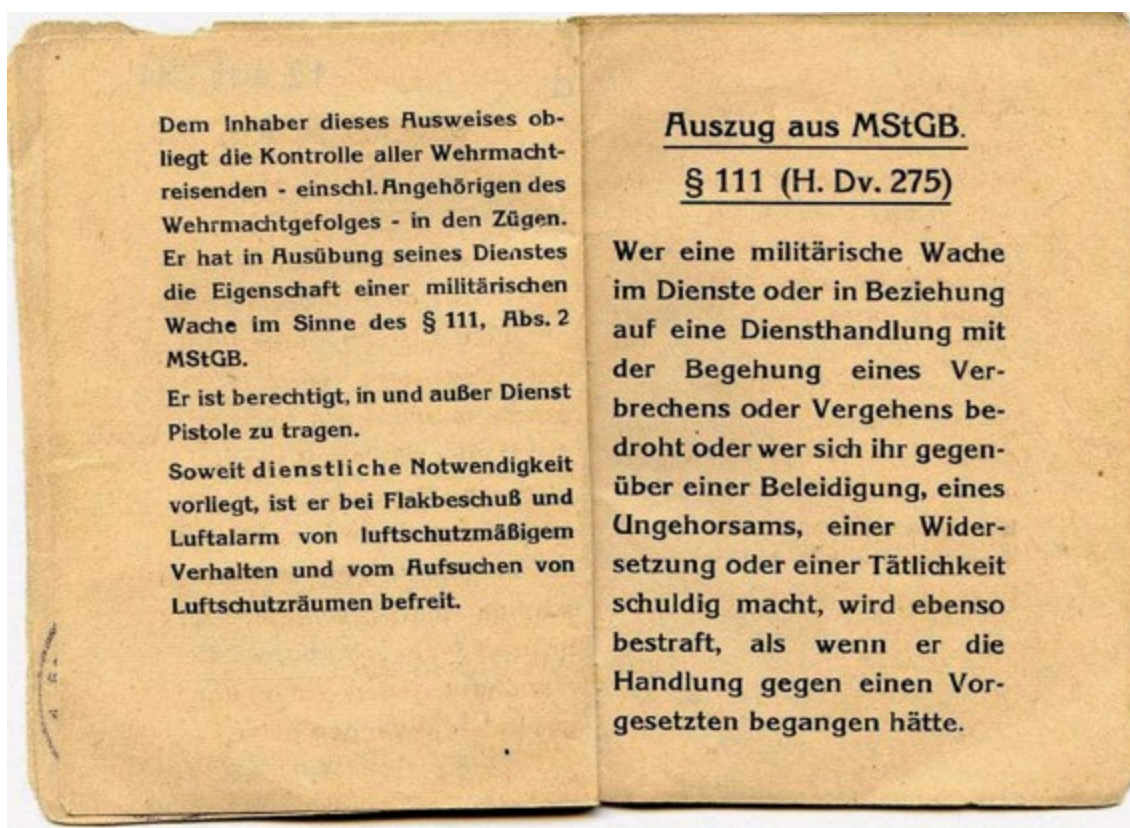 Dem Inhaber dieses Ausweises ob-
liegt die Kontrolle aller Wehrmacht-
reisenden - einschl. Angehörigen des
Wehrmachtgefolges - in den Zügen.
Er hat in Ausübung seines Dienstes
die Eigenschaft einer militärischen
Wache im Sinne des § 111, Abs. 2
MStGB.
Er ist berechtigt, in und außer Dienst
Pistole zu tragen.
Soweit dienstliche Notwendigkeit
vorliegt, ist er bei Flakbeschuß und
Luftalarm von luftschutzmäßigem
Verhalten und vom Aufsuchen von
Luftschutzräumen befreit.
Auszug aus MStGB.
§ 111 (H. Dv. 275)
Wer eine militärische Wache
im Dienste oder in Beziehung
auf eine Diensthandlung mit
der Begehung eines Ver-
brechens oder Vergehens be-
droht oder wer sich ihr gegen-
über einer Beleidigung, eines
Ungehorsams, einer Wider-
setzung oder einer Tätlichkeit
schuldig macht, wird ebenso
bestraft, als wenn er die
Handlung gegen einen Vor-
gesetzten begangen hätte.